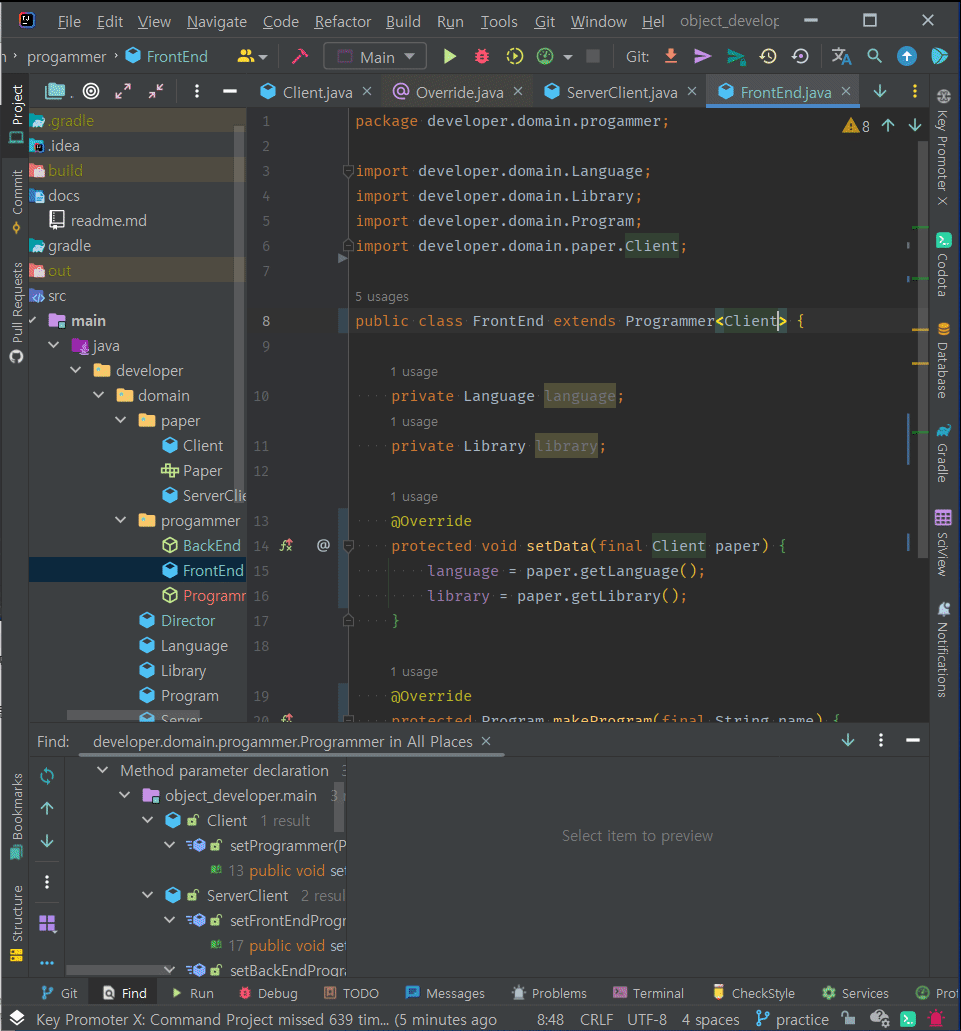 File Edit View Navigate Code Refactor Build Run Tools Git Window Hel object_develop
progammer FrontEnd Main Git:
Project
Client.java Override.java ServerClient.java FrontEnd.java
.gradle
.idea
build
docs
readme.md
gradle
out
src
main
java
developer
domain
paper
Client
Paper
ServerClie
progammer
BackEnd
FrontEnd
Programm
Director
Language
Library
Program
Server
Commit
Pull Requests
Bookmarks
Structure
1 package developer.domain.progammer;
2
3 import developer.domain.Language;
4 import developer.domain.Library;
5 import developer.domain.Program;
6 import developer.domain.paper.Client;
7
5 usages
8 public class FrontEnd extends Programmer<Client> {
9
1 usage
10 private Language language;
1 usage
11 private Library library;
12
1 usage
13 @Override
14 protected void setData(final Client paper) {
15 language = paper.getLanguage();
16 library = paper.getLibrary();
17 }
18
1 usage
19 @Override
20 protected Program makeProgram(final String name) {
8
Key Promoter X
Codota
Database
Gradle
SciView
Notifications
Find: developer.domain.progammer.Programmer in All Places
Method parameter declaration 3
object_developer.main 3 r
Client 1 result
setProgrammer(P
13 public void set
ServerClient 2 resul
setFrontEndProgr
17 public void set
setBackEndProgra
Select item to preview
Git Find Run Debug TODO Messages Problems Terminal CheckStyle Services Pro
Key Promoter X: Command Project missed 639 tim... (5 minutes ago 8:48 CRLF UTF-8 4 spaces practice